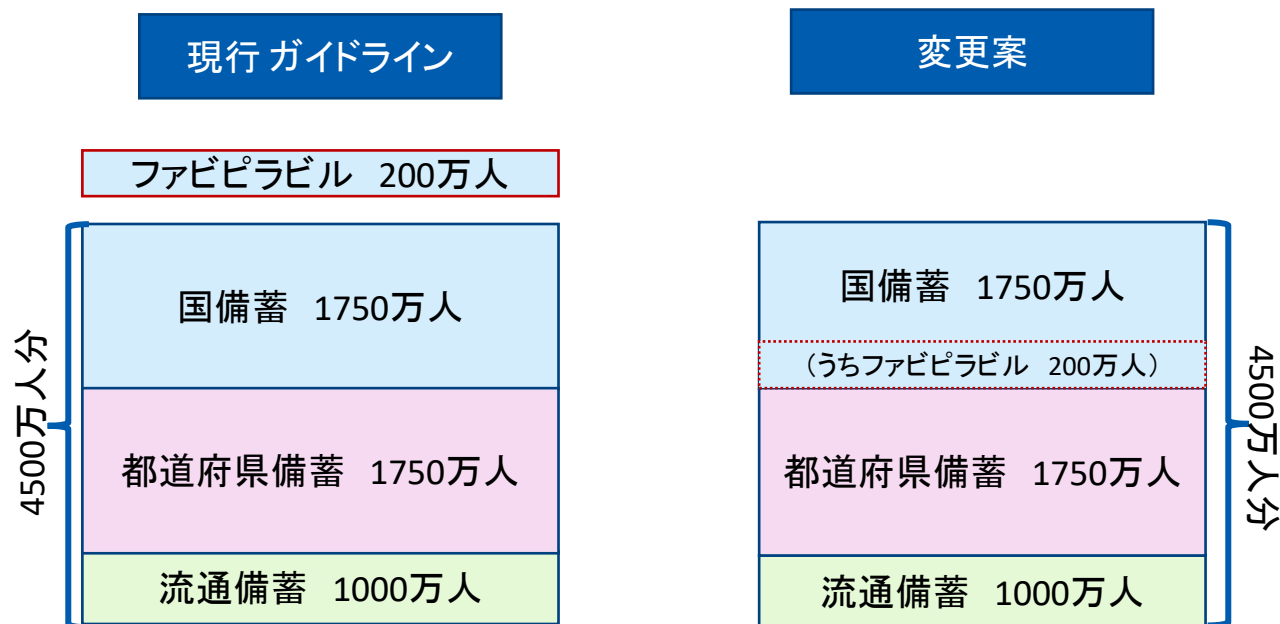 現行 ガイドライン
ファビピラビル 200万人
国備蓄 1750万人
都道府県備蓄 1750万人
流通備蓄 1000万人
4500万人分
変更案
国備蓄 1750万人
（うちファビピラビル 200万人）
都道府県備蓄 1750万人
流通備蓄 1000万人
4500万人分